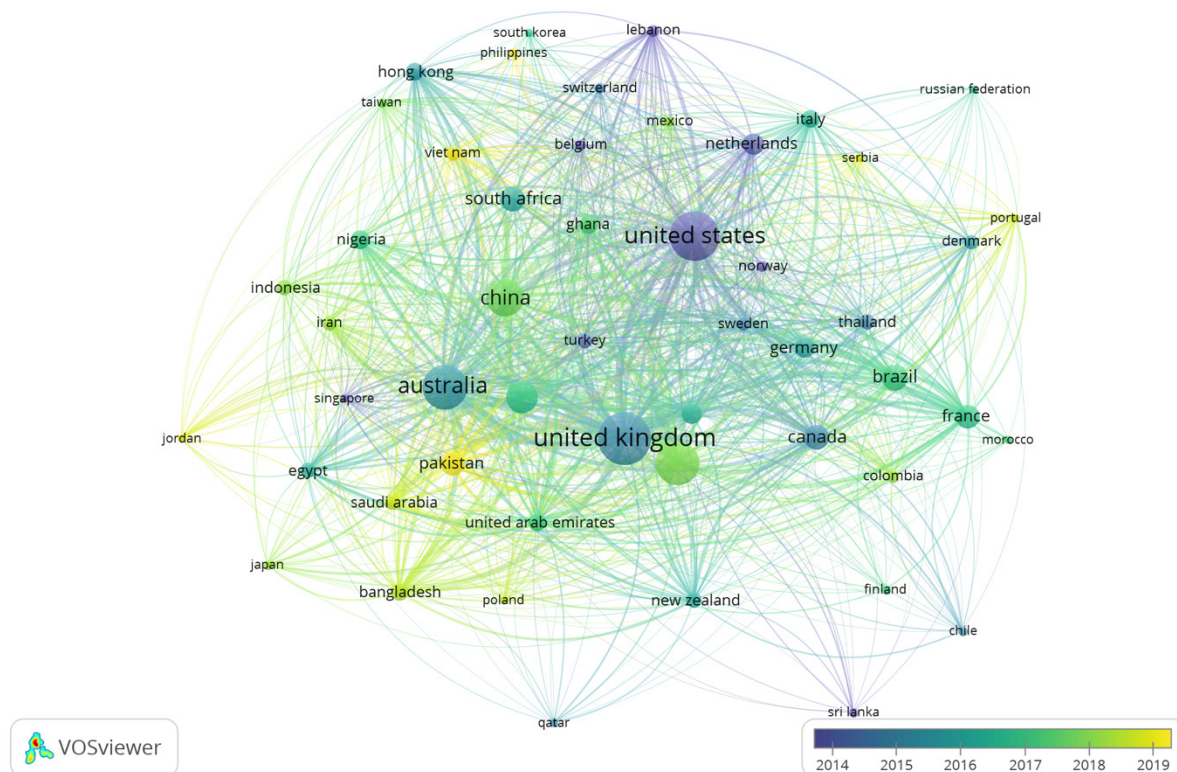 south korea
lebanon
philippines
hong kong
switzerland
russian federation
taiwan
mexico
italy
belgium
netherlands
viet nam
serbia
south africa
portugal
ghana
united states
nigeria
denmark
norway
indonesia
china
iran
sweden
thailand
turkey
germany
brazil
australia
singapore
france
jordan
united kingdom
canada
morocco
pakistan
egypt
colombia
saudi arabia
united arab emirates
japan
bangladesh
poland
new zealand
finland
chile
sri lanka
qatar
VOSviewer
2014 2015 2016 2017 2018 2019